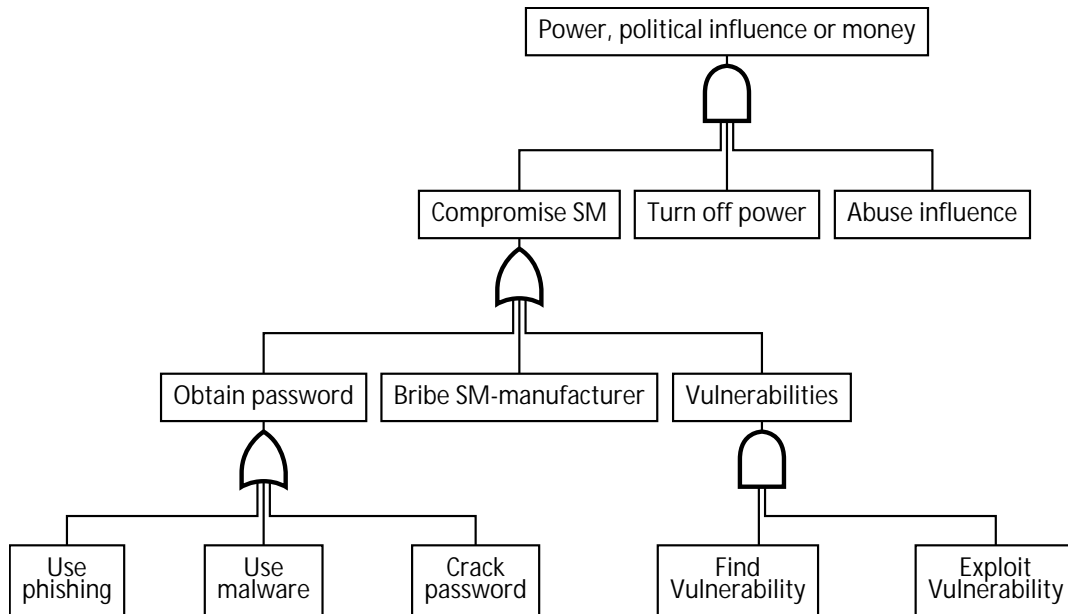 Power, political influence or money
Compromise SM
Turn off power
Abuse influence
Obtain password
Bribe SM-manufacturer
Vulnerabilities
Use
phishing
Use
malware
Crack
password
Find
Vulnerability
Exploit
Vulnerability